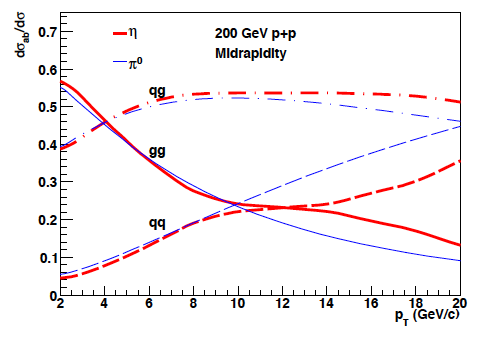 dσab/dσ
0.7
0.6
0.5
0.4
0.3
0.2
0.1
0
η
π⁰
200 GeV p+p
Midrapidity
qg
gg
qq
2 4 6 8 10 12 14 16 18 20
pT (GeV/c)